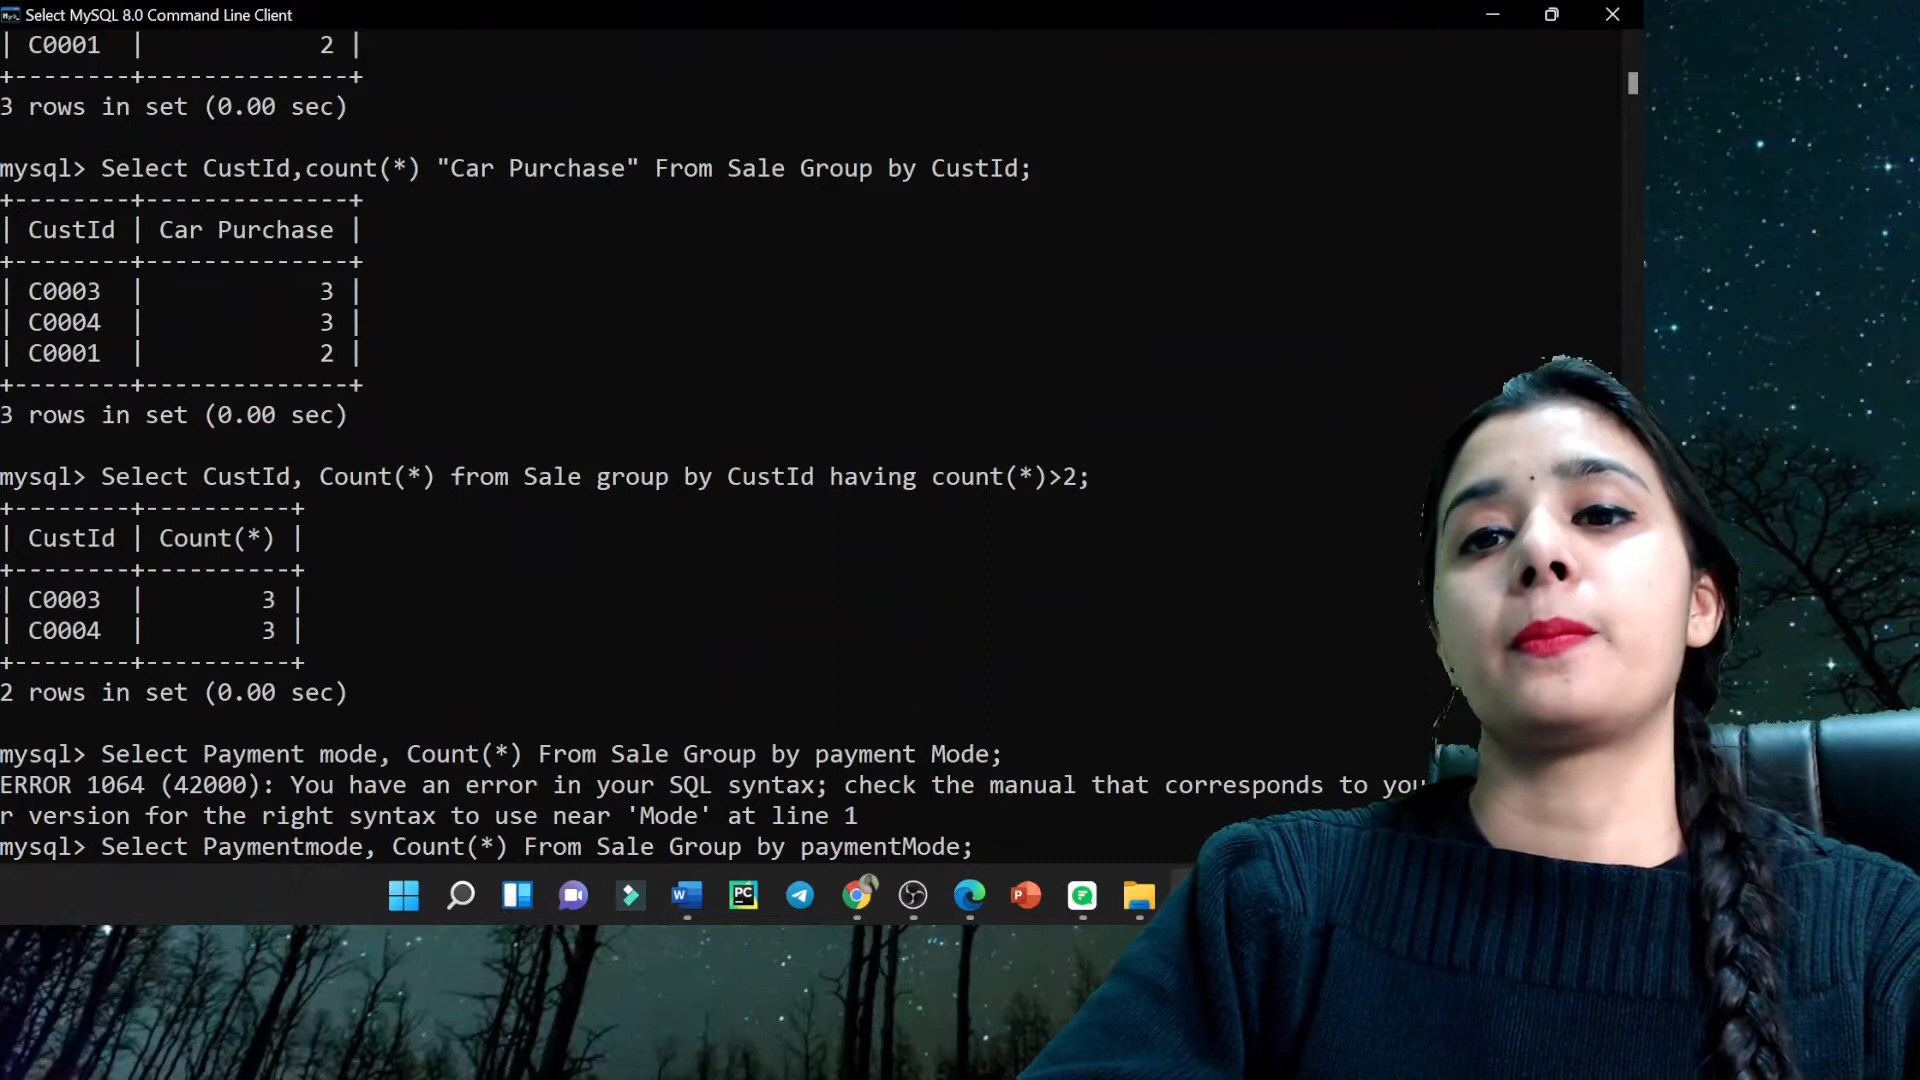 Select MySQL 8.0 Command Line Client
| C0001  |            2 |
+--------+--------------+
3 rows in set (0.00 sec)
mysql> Select CustId,count(*) "Car Purchase" From Sale Group by CustId;
+--------+--------------+
| CustId | Car Purchase |
+--------+--------------+
| C0003  |            3 |
| C0004  |            3 |
| C0001  |            2 |
+--------+--------------+
3 rows in set (0.00 sec)
mysql> Select CustId, Count(*) from Sale group by CustId having count(*)>2;
+--------+----------+
| CustId | Count(*) |
+--------+----------+
| C0003  |        3 |
| C0004  |        3 |
+--------+----------+
2 rows in set (0.00 sec)
mysql> Select Payment mode, Count(*) From Sale Group by payment Mode;
ERROR 1064 (42000): You have an error in your SQL syntax; check the manual that corresponds to you
r version for the right syntax to use near 'Mode' at line 1
mysql> Select Paymentmode, Count(*) From Sale Group by paymentMode;
W
PC
P